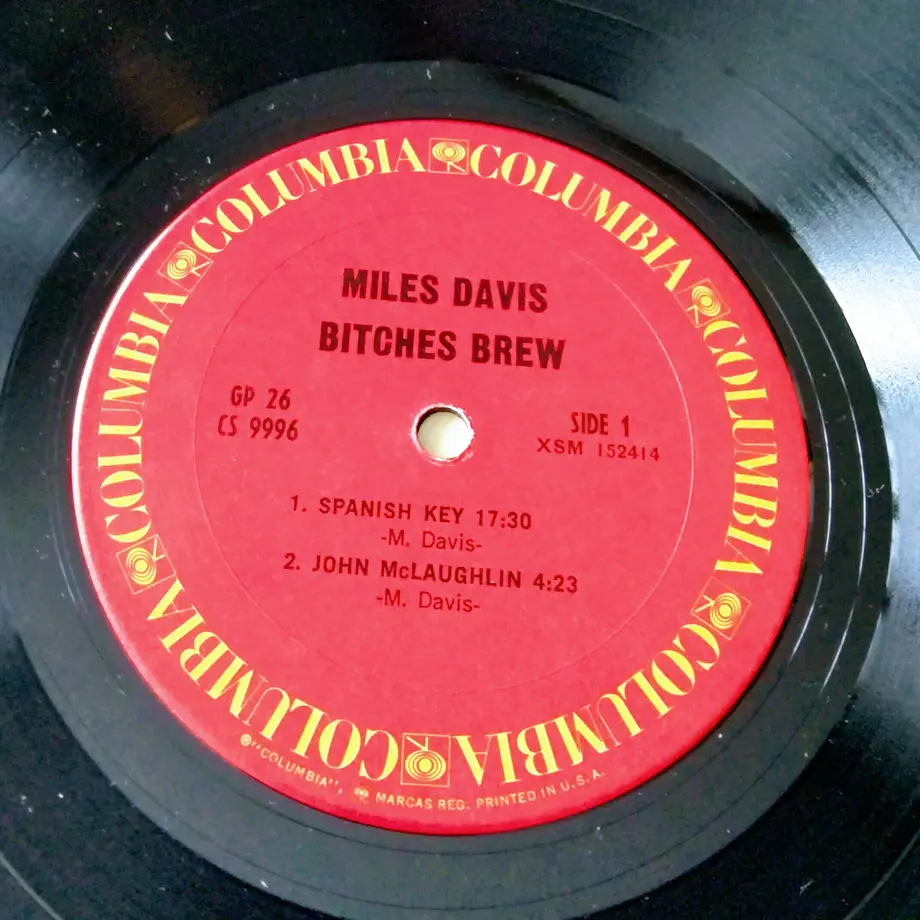 COLUMBIA COLUMBIA COLUMBIA COLUMBIA COLUMBIA COLUMBIA COLUMBIA
MILES DAVIS
BITCHES BREW
GP 26
CS 9996
SIDE 1
XSM 152414
1. SPANISH KEY 17:30
-M. Davis-
2. JOHN McLAUGHLIN 4:23
-M. Davis-
® "COLUMBIA", MARCAS REG. PRINTED IN U.S.A.